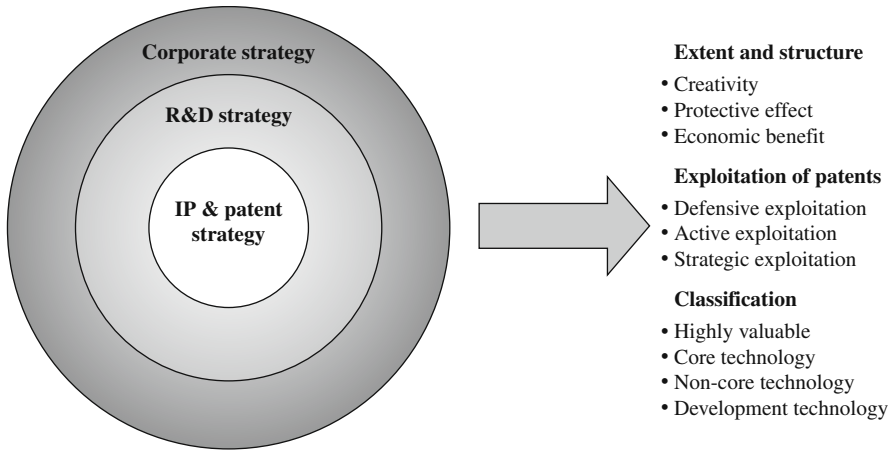 Corporate strategy
R&D strategy
IP & patent
strategy
Extent and structure
• Creativity
• Protective effect
• Economic benefit
Exploitation of patents
• Defensive exploitation
• Active exploitation
• Strategic exploitation
Classification
• Highly valuable
• Core technology
• Non-core technology
• Development technology